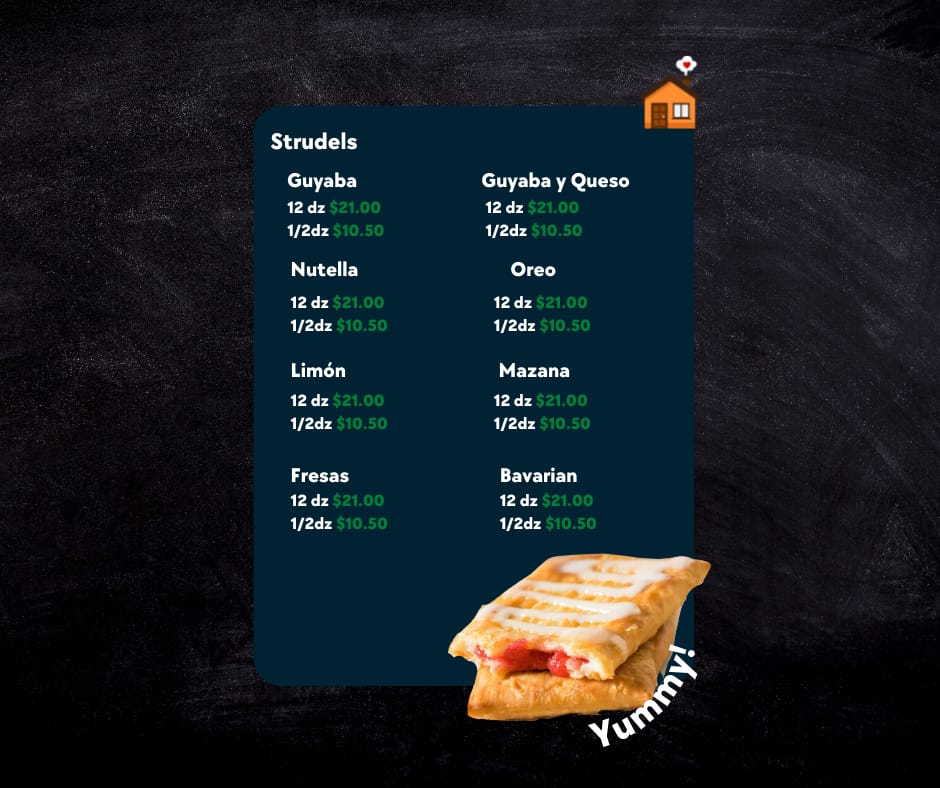 Strudels
Guyaba
12 dz $21.00
1/2dz $10.50
Guyaba y Queso
12 dz $21.00
1/2dz $10.50
Nutella
12 dz $21.00
1/2dz $10.50
Oreo
12 dz $21.00
1/2dz $10.50
Limón
12 dz $21.00
1/2dz $10.50
Mazana
12 dz $21.00
1/2dz $10.50
Fresas
12 dz $21.00
1/2dz $10.50
Bavarian
12 dz $21.00
1/2dz $10.50
Yummy!